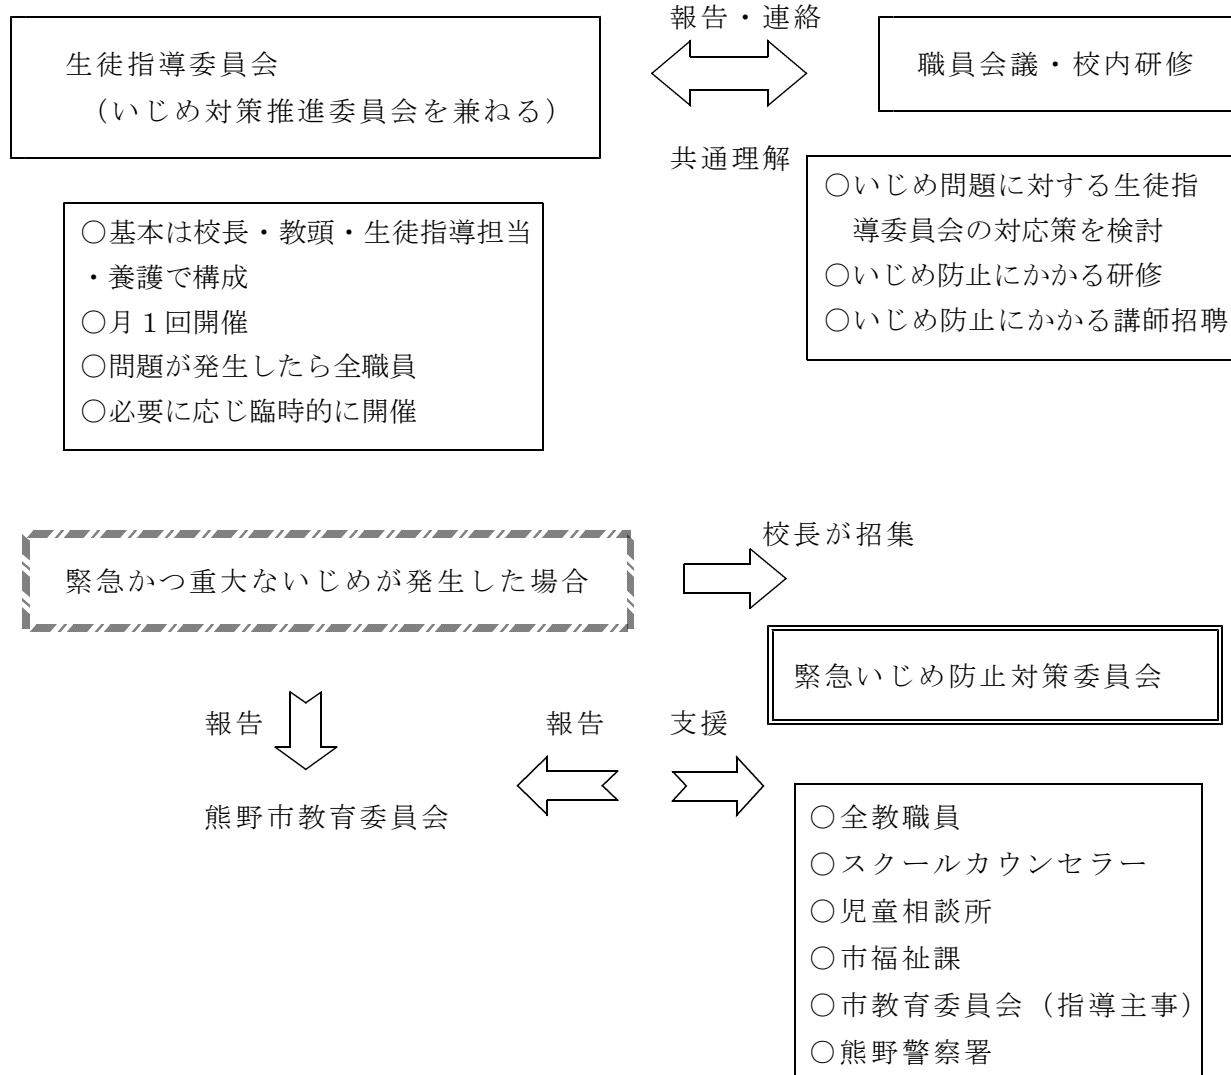 報告・連絡
生徒指導委員会
（いじめ対策推進委員会を兼ねる）
職員会議・校内研修
共通理解
○基本は校長・教頭・生徒指導担当
・養護で構成
○月１回開催
○問題が発生したら全職員
○必要に応じ臨時的に開催
○いじめ問題に対する生徒指
導委員会の対応策を検討
○いじめ防止にかかる研修
○いじめ防止にかかる講師招聘
緊急かつ重大ないじめが発生した場合
校長が招集
緊急いじめ防止対策委員会
報告
報告
支援
熊野市教育委員会
○全教職員
○スクールカウンセラー
○児童相談所
○市福祉課
○市教育委員会（指導主事）
○熊野警察署